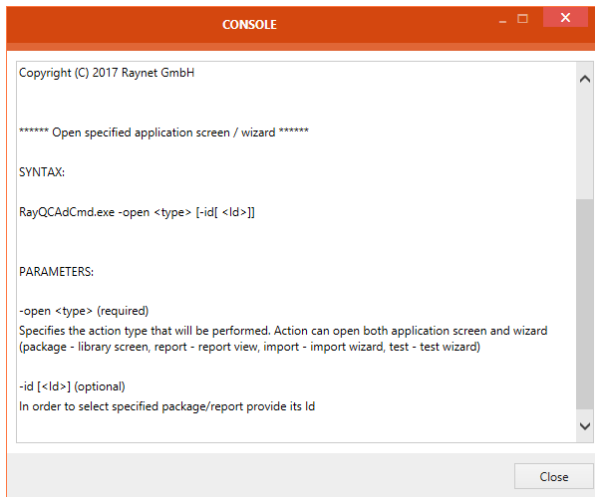 CONSOLE
Copyright (C) 2017 Raynet GmbH
****** Open specified application screen / wizard ******
SYNTAX:
RayQCAdCmd.exe -open <type> [-id[ <Id>]]
PARAMETERS:
-open <type> (required)
Specifies the action type that will be performed. Action can open both application screen and wizard
(package - library screen, report - report view, import - import wizard, test - test wizard)
-id [<Id>] (optional)
In order to select specified package/report provide its Id
Close